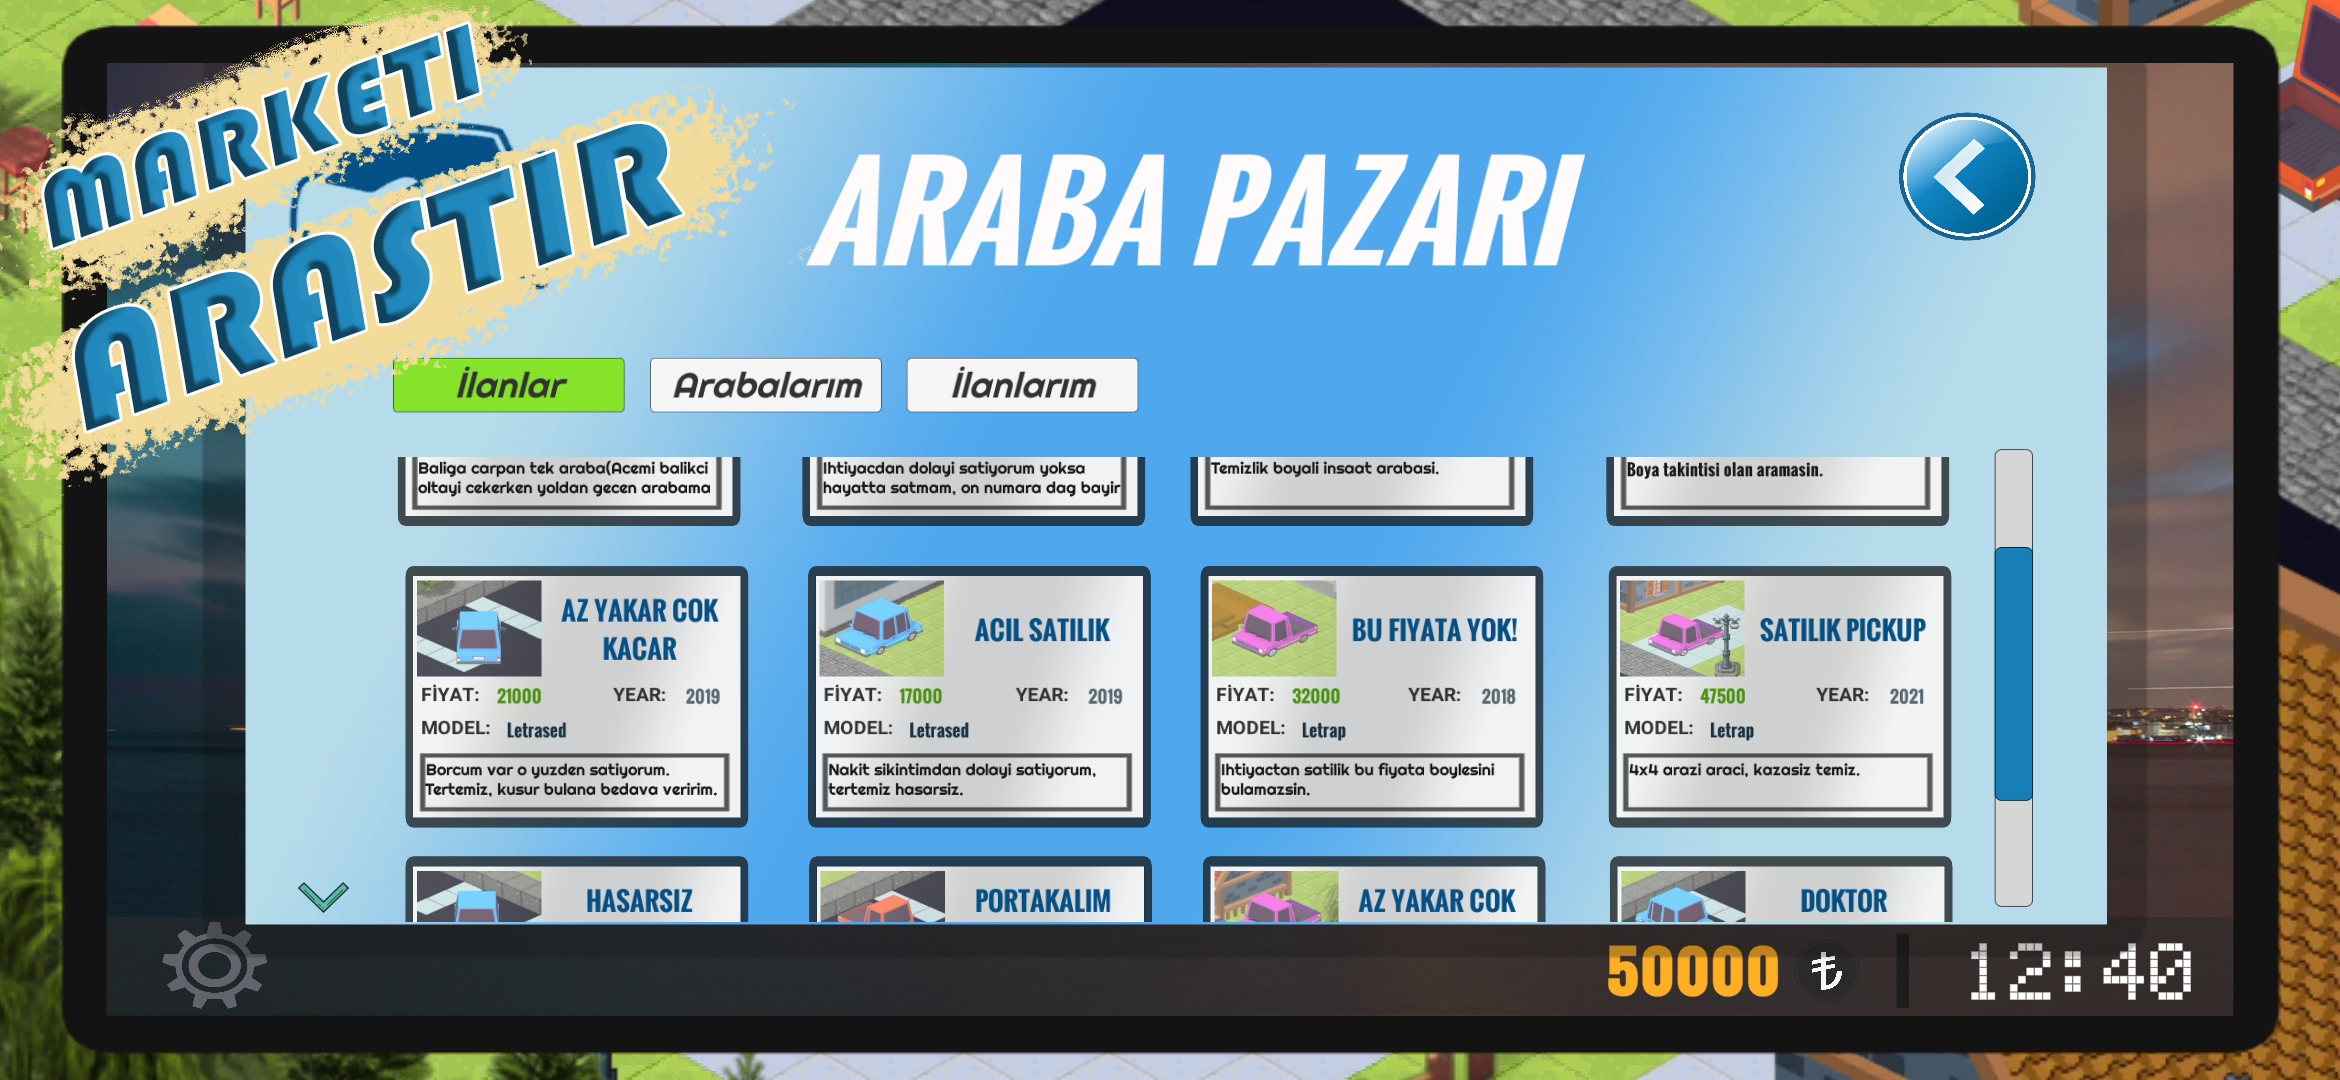 MARKETI
ARASTIR
ARABA PAZARI
İlanlar
Arabalarım
İlanlarım
Baliga carpan tek araba(Acemi balikci
oltayi cekerken yoldan gecen arabama
Ihtiyacdan dolayi satiyorum yoksa
hayatta satmam, on numara dag bayir
Temizlik boyali insaat arabasi.
Boya takintisi olan aramasin.
AZ YAKAR COK
KACAR
FİYAT: 21000 YEAR: 2019
MODEL: Letrased
Borcum var o yuzden satiyorum.
Tertemiz, kusur bulana bedava veririm.
ACIL SATILIK
FİYAT: 17000 YEAR: 2019
MODEL: Letrased
Nakit sikintimdan dolayi satiyorum,
tertemiz hasarsiz.
BU FIYATA YOK!
FİYAT: 32000 YEAR: 2018
MODEL: Letrap
Ihtiyactan satilik bu fiyata boylesini
bulamazsin.
SATILIK PICKUP
FİYAT: 47500 YEAR: 2021
MODEL: Letrap
4x4 arazi araci, kazasiz temiz.
HASARSIZ
PORTAKALIM
AZ YAKAR COK
DOKTOR
50000 ₺
12:40